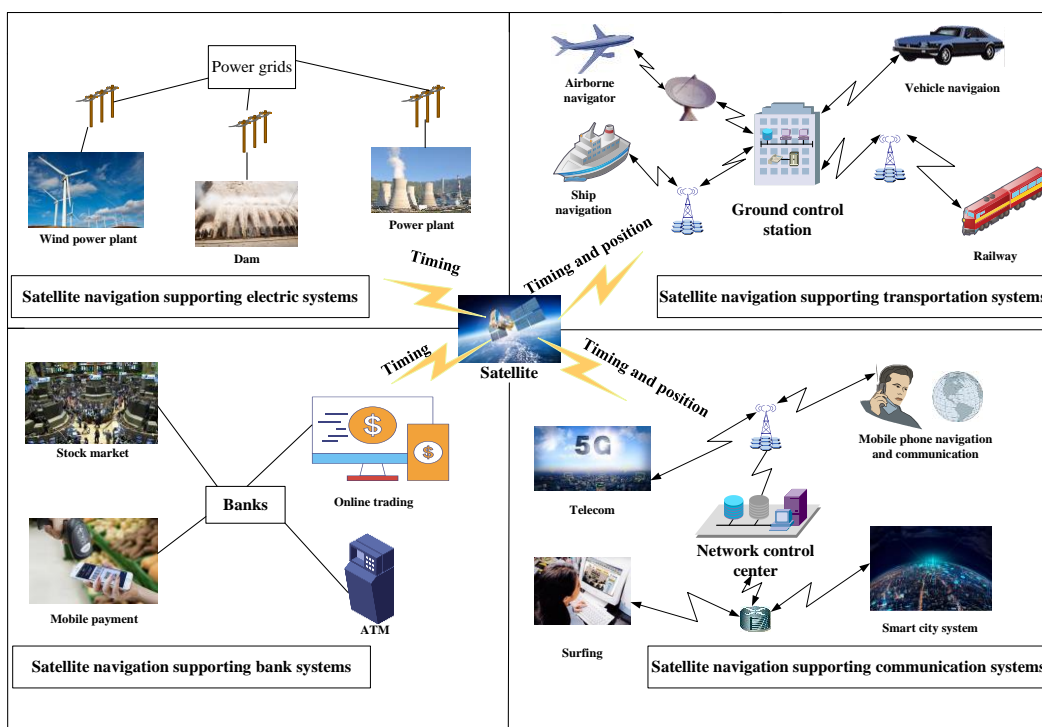 Power grids
Wind power plant
Dam
Power plant
Timing
Satellite navigation supporting electric systems
Airborne
navigator
Vehicle navigaion
Ship
navigation
Ground control
station
Railway
Timing and position
Satellite navigation supporting transportation systems
Satellite
Stock market
Timing
Online trading
Banks
$
$
Mobile payment
ATM
Satellite navigation supporting bank systems
Timing and position
5G
Telecom
Mobile phone navigation
and communication
Network control
center
Surfing
Smart city system
Satellite navigation supporting communication systems